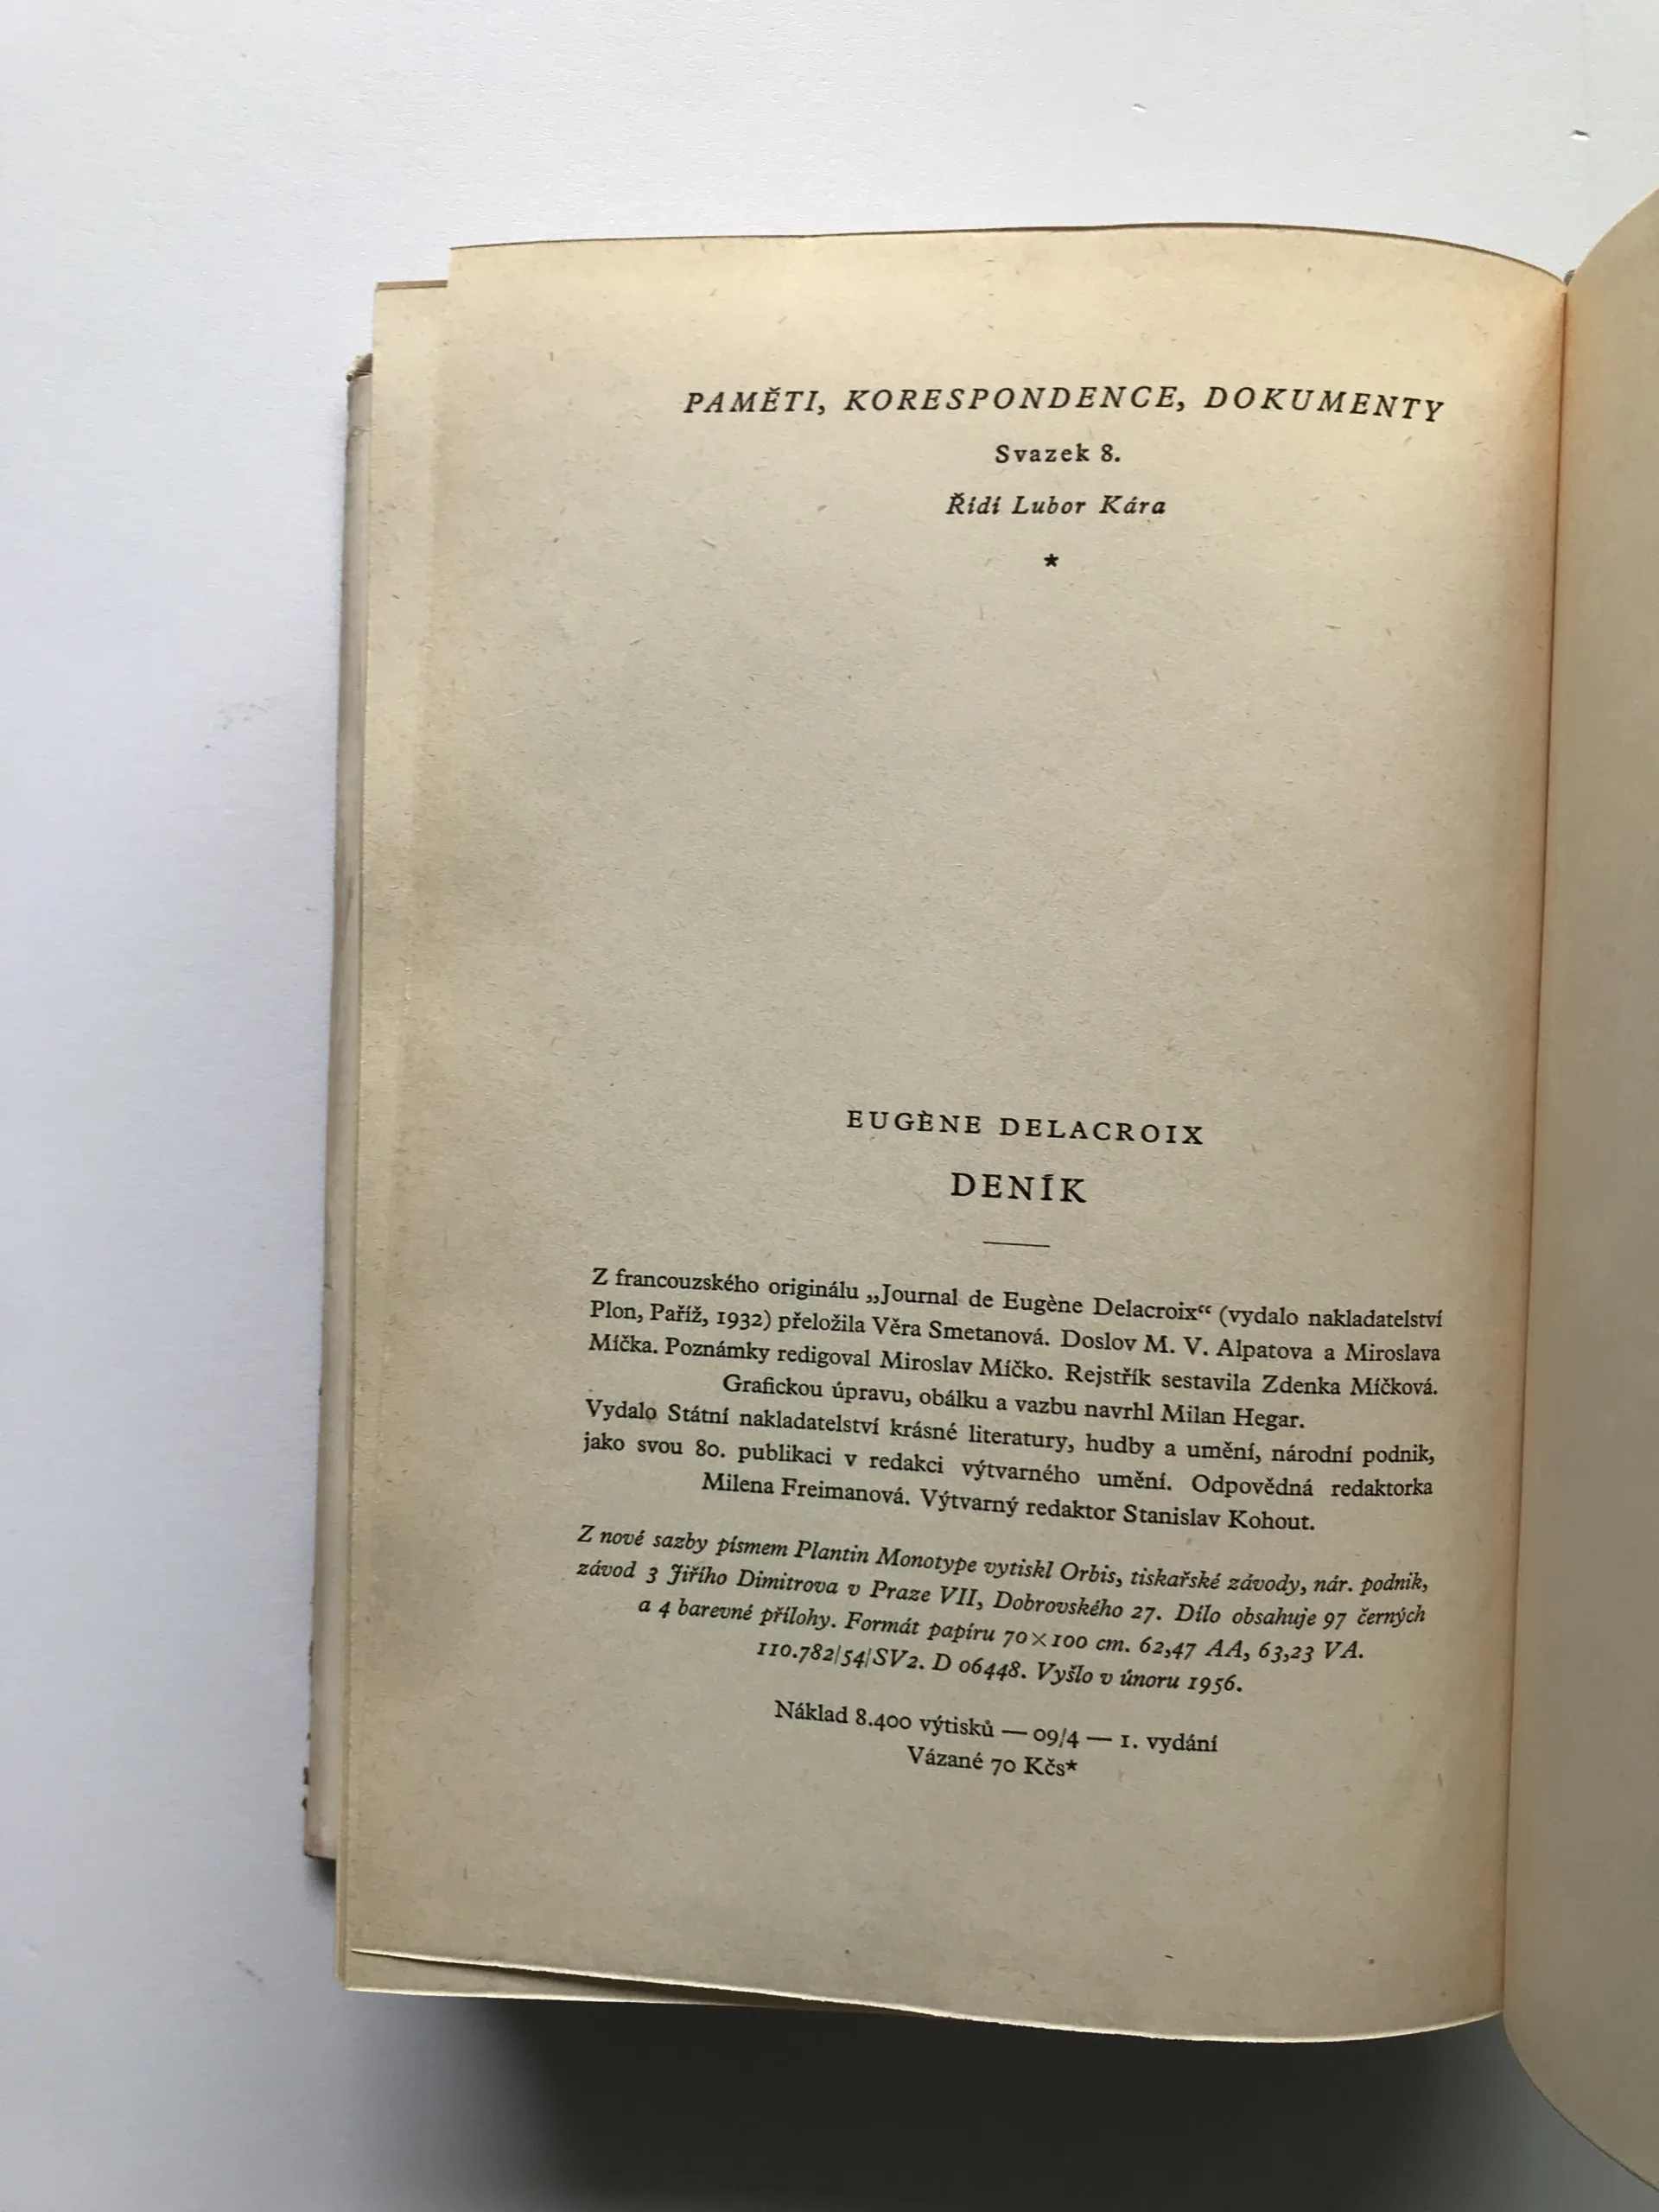 PAMĚTI, KORESPONDENCE, DOKUMENTY
Svazek 8.
Řídí Lubor Kára
*
EUGÈNE DELACROIX
DENÍK
Z francouzského originálu „Journal de Eugène Delacroix“ (vydalo nakladatelství
Plon, Paříž, 1932) přeložila Věra Smetanová. Doslov M. V. Alpatova a Miroslava
Míčka. Poznámky redigoval Miroslav Míčko. Rejstřík sestavila Zdenka Míčková.
Grafickou úpravu, obálku a vazbu navrhl Milan Hegar.
Vydalo Státní nakladatelství krásné literatury, hudby a umění, národní podnik,
jako svou 80. publikaci v redakci výtvarného umění. Odpovědná redaktorka
Milena Freimanová. Výtvarný redaktor Stanislav Kohout.
Z nové sazby písmem Plantin Monotype vytiskl Orbis, tiskařské závody, nár. podnik,
závod 3 Jiřího Dimitrova v Praze VII, Dobrovského 27. Dílo obsahuje 97 černých
a 4 barevné přílohy. Formát papíru 70×100 cm. 62,47 AA, 63,23 VA.
110.782/54/SV2. D 06448. Vyšlo v únoru 1956.
Náklad 8.400 výtisků — 09/4 — 1. vydání
Vázané 70 Kčs*